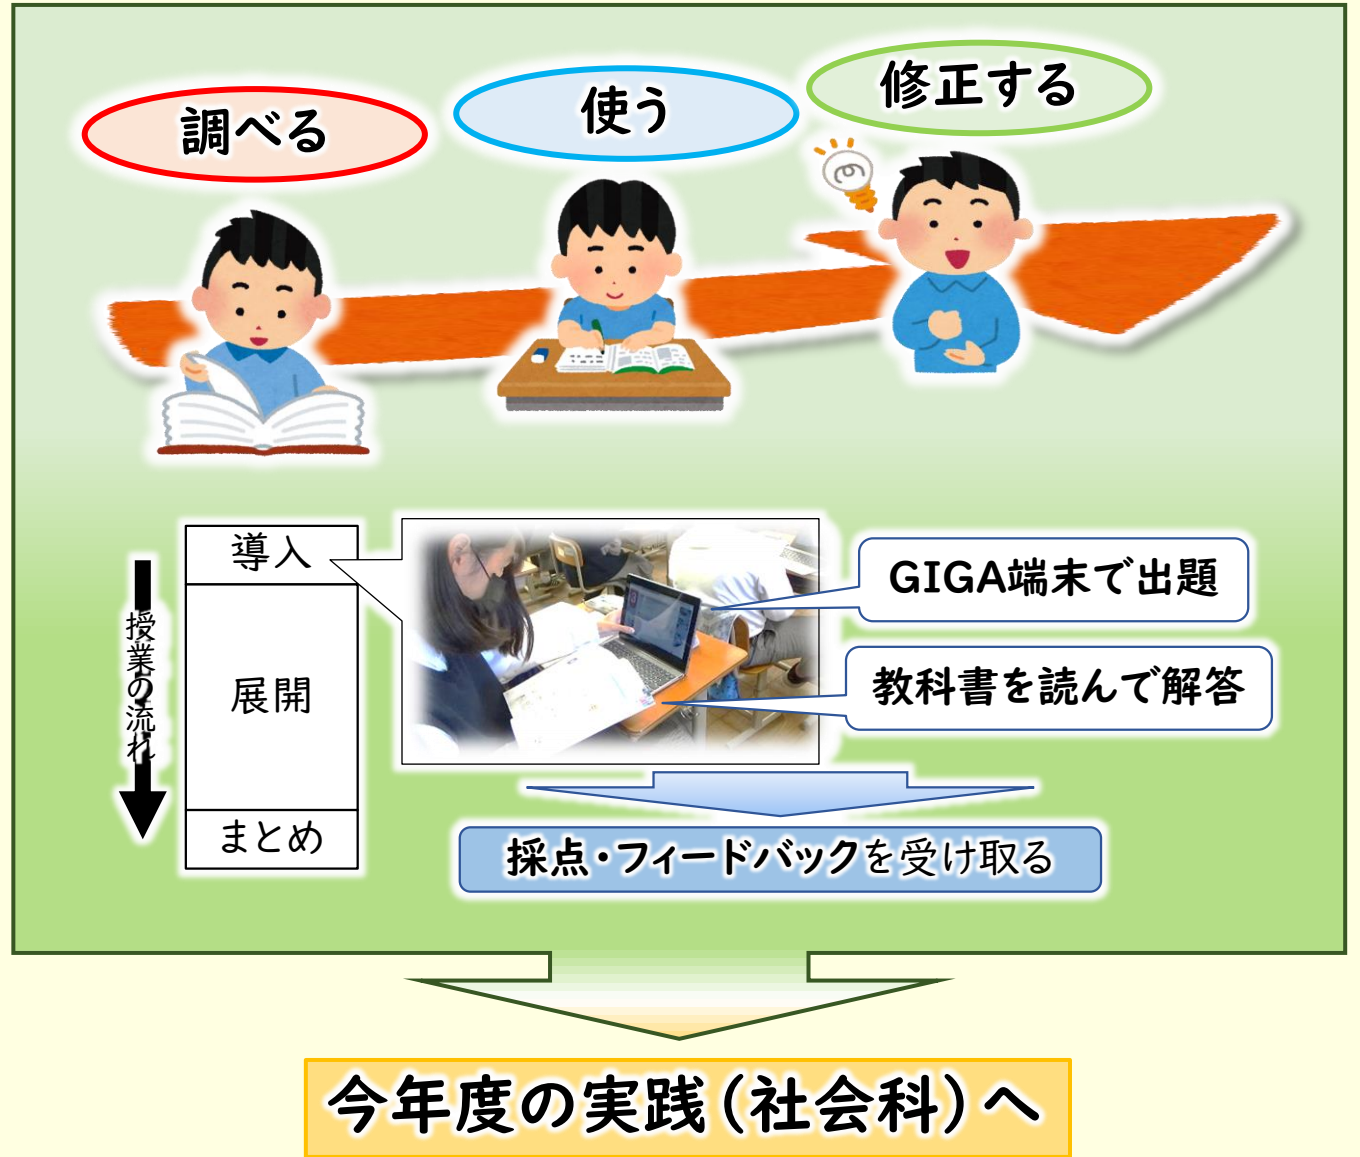 調べる
使う
修正する
授業の流れ
導入
展開
まとめ
GIGA端末で出題
教科書を読んで解答
採点・フィードバックを受け取る
今年度の実践(社会科)へ